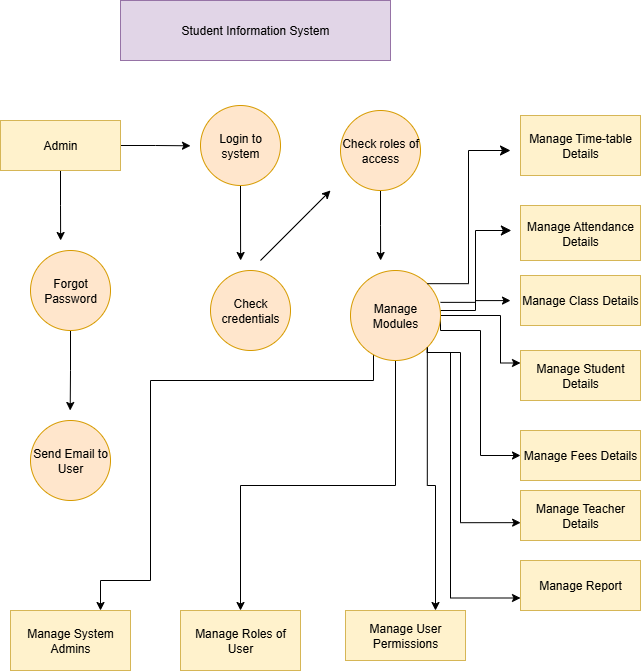 Student Information System
Admin
Login to
system
Check roles of
access
Manage Time-table
Details
Manage Attendance
Details
Forgot
Password
Check
credentials
Manage
Modules
Manage Class Details
Manage Student
Details
Send Email to
User
Manage Fees Details
Manage Teacher
Details
Manage Report
Manage System
Admins
Manage Roles of
User
Manage User
Permissions